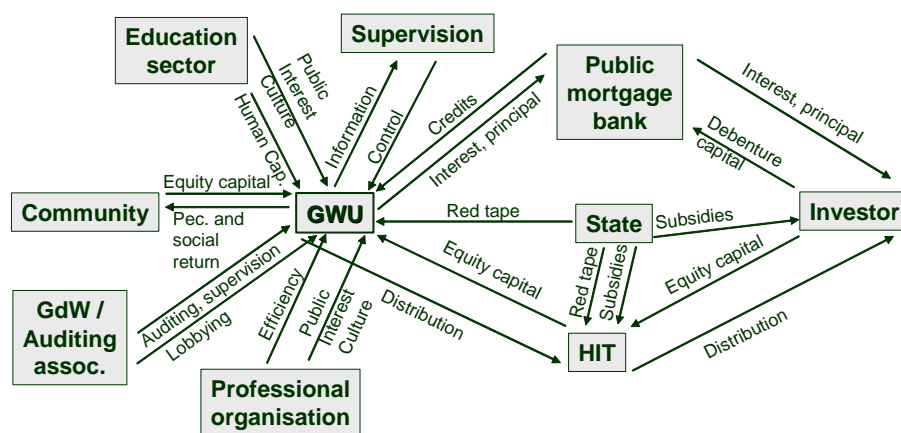 Education
sector
Public
Interest
Culture
Human Cap.
Supervision
Information
Control
Public
mortgage
bank
Credits
Interest, principal
Interest, principal
Debenture
capital
Community
Equity capital
Pec. and
social
return
GWU
Red tape
State
Subsidies
Investor
Equity capital
Red tape
Subsidies
Equity capital
Distribution
Distribution
HIT
GdW /
Auditing
assoc.
Auditing, supervision
Lobbying
Efficiency
Public
Interest
Culture
Professional
organisation